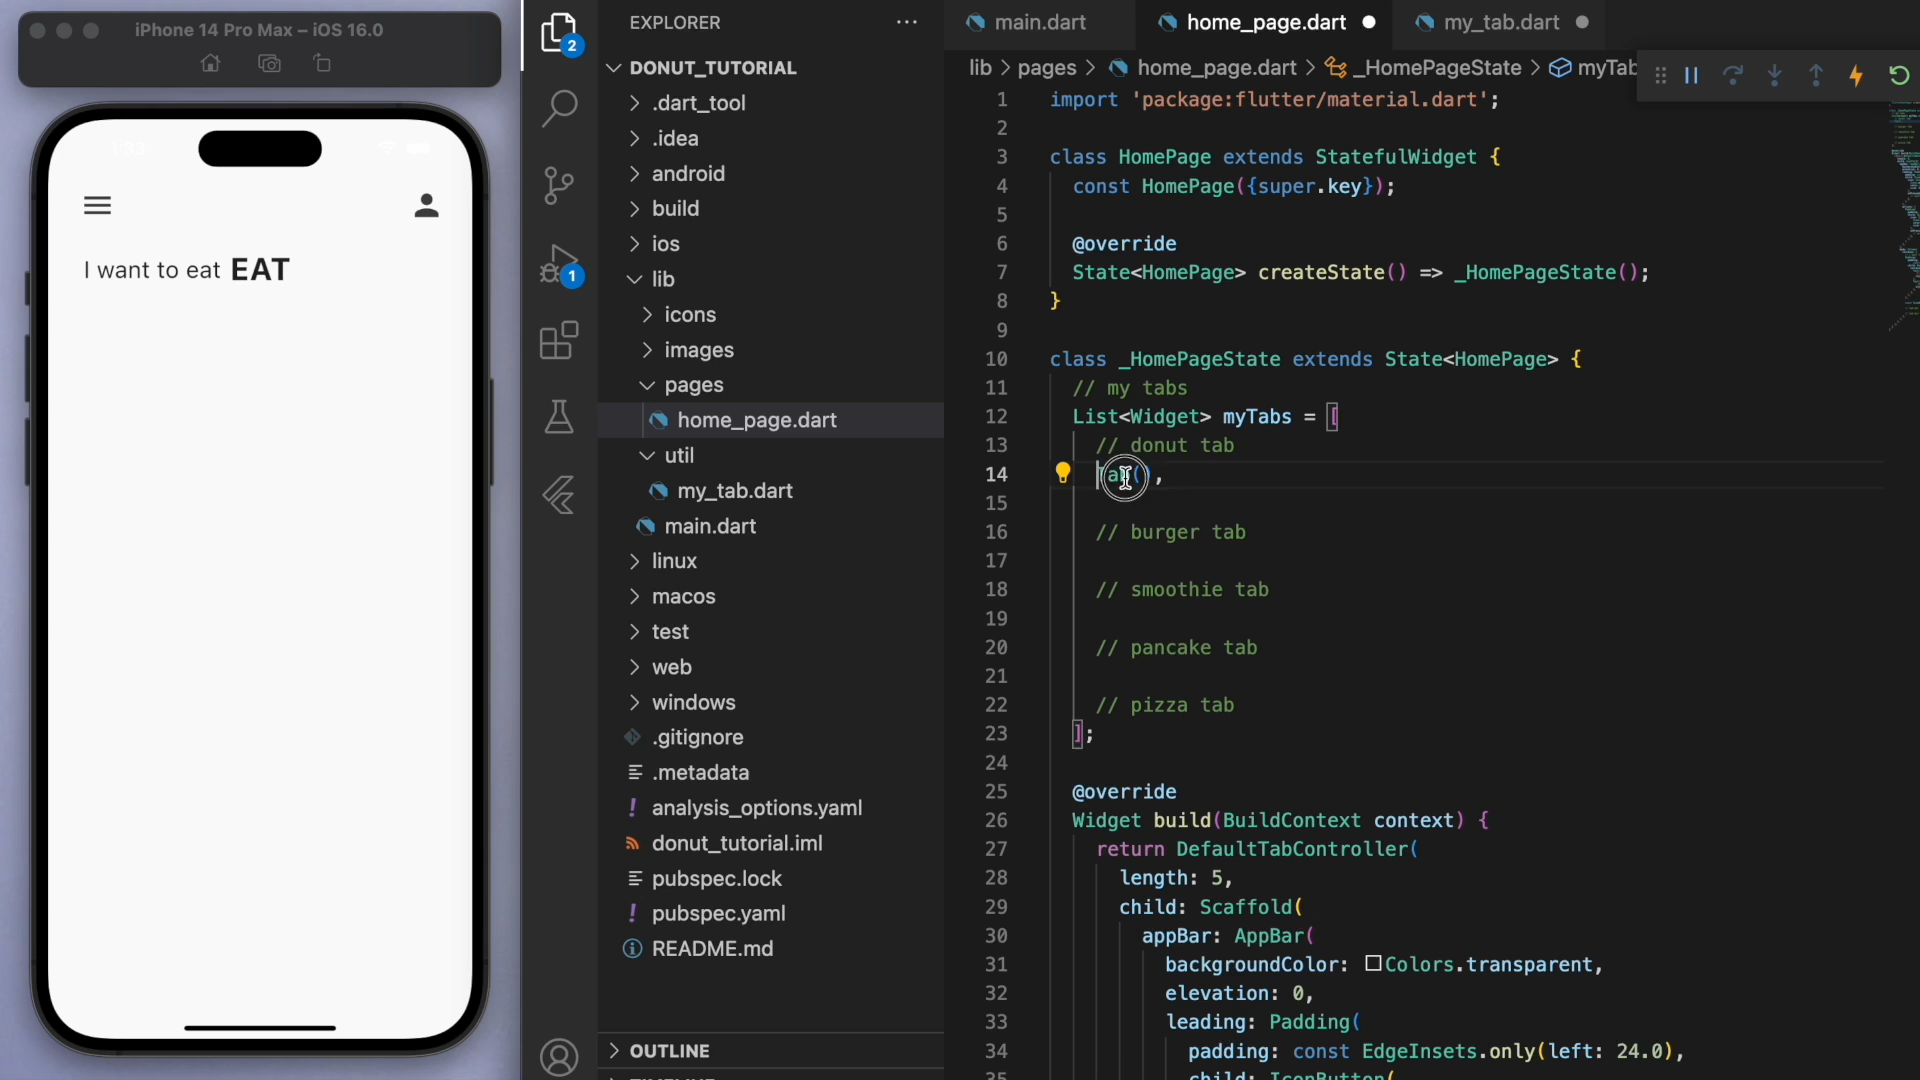 iPhone 14 Pro Max – iOS 16.0
I want to eat EAT
2
1
EXPLORER
DONUT_TUTORIAL
.dart_tool
.idea
android
build
ios
lib
icons
images
pages
home_page.dart
util
my_tab.dart
main.dart
linux
macos
test
web
windows
.gitignore
.metadata
analysis_options.yaml
donut_tutorial.iml
pubspec.lock
pubspec.yaml
README.md
OUTLINE
main.dart
home_page.dart
my_tab.dart
lib > pages > home_page.dart > _HomePageState > myTab
1 import 'package:flutter/material.dart';
2
3 class HomePage extends StatefulWidget {
4 const HomePage({super.key});
5
6 @override
7 State<HomePage> createState() => _HomePageState();
8 }
9
10 class _HomePageState extends State<HomePage> {
11 // my tabs
12 List<Widget> myTabs = [
13 // donut tab
14 Tab(),
15
16 // burger tab
17
18 // smoothie tab
19
20 // pancake tab
21
22 // pizza tab
23 ];
24
25 @override
26 Widget build(BuildContext context) {
27 return DefaultTabController(
28 length: 5,
29 child: Scaffold(
30 appBar: AppBar(
31 backgroundColor: Colors.transparent,
32 elevation: 0,
33 leading: Padding(
34 padding: const EdgeInsets.only(left: 24.0),
35 child: IconButton(